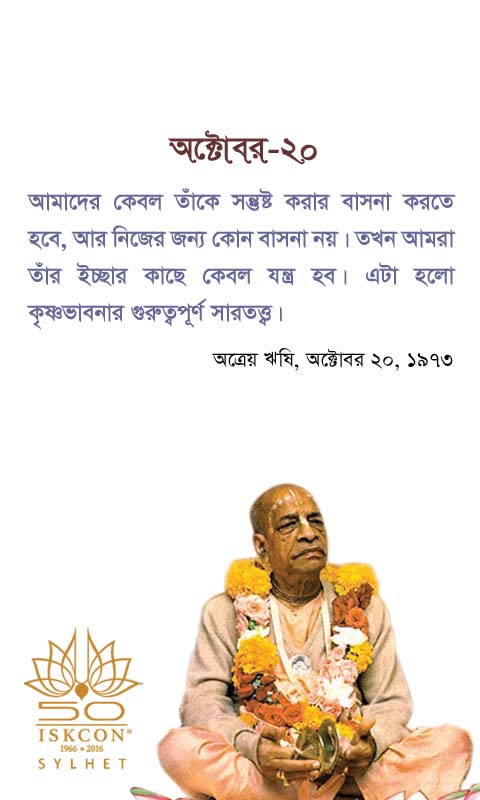 অক্টোবর-২০
আমাদের কেবল তাঁকে সন্তুষ্ট করার বাসনা করতে
হবে, আর নিজের জন্য কোন বাসনা নয়। তখন আমরা
তাঁর ইচ্ছার কাছে কেবল যন্ত্র হব। এটা হলো
কৃষ্ণভাবনার গুরুত্বপূর্ণ সারতত্ত্ব।
অত্রেয় ঋষি, অক্টোবর ২০, ১৯৭৩
50
ISKCON®
1966 • 2016
SYLHET